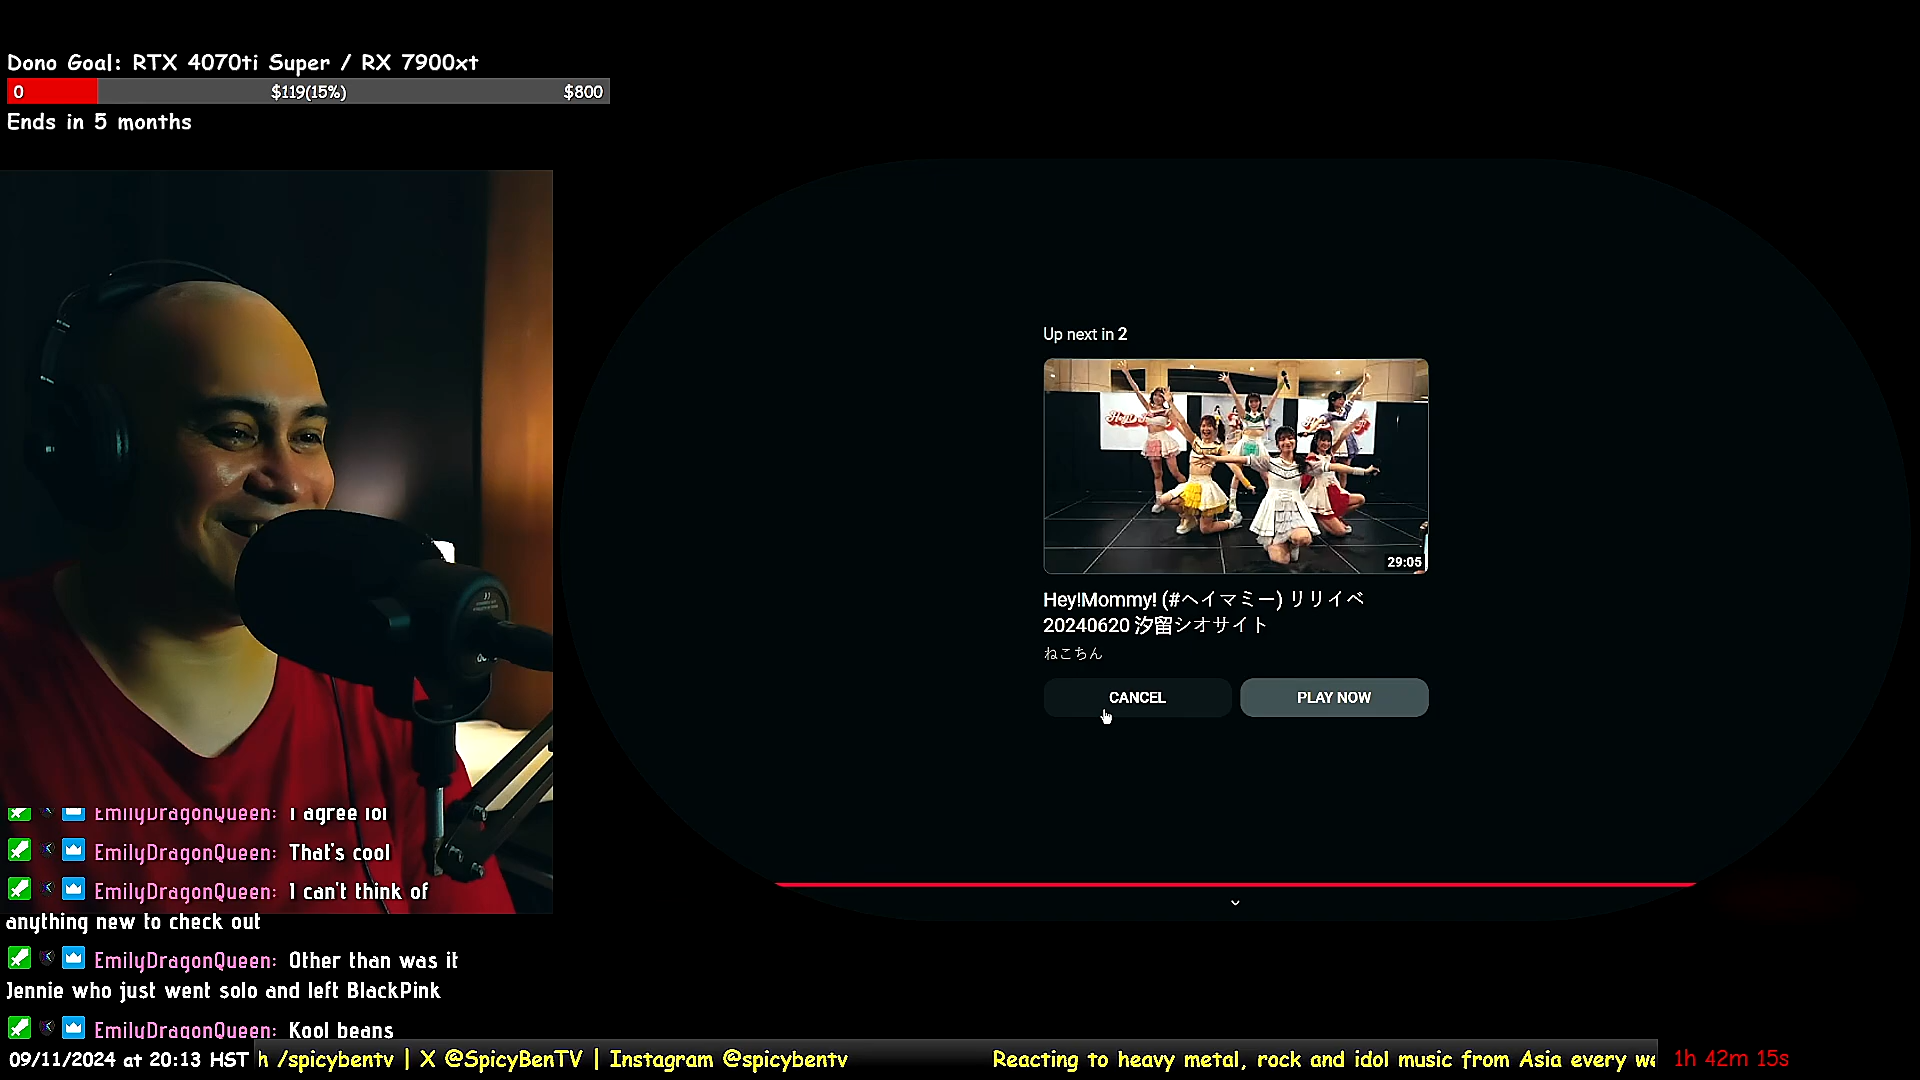 Dono Goal: RTX 4070ti Super / RX 7900xt
0 $119(15%) $800
Ends in 5 months
Up next in 2
29:05
Hey!Mommy! (#ヘイマミー) リリイベ
20240620 汐留シオサイト
ねこちん
CANCEL PLAY NOW
EmilyDragonQueen: I agree lol
EmilyDragonQueen: That's cool
EmilyDragonQueen: I can't think of
anything new to check out
EmilyDragonQueen: Other than was it
Jennie who just went solo and left BlackPink
EmilyDragonQueen: Kool beans
09/11/2024 at 20:13 HST h /spicybentv | X @SpicyBenTV | Instagram @spicybentv Reacting to heavy metal, rock and idol music from Asia every we 1h 42m 15s